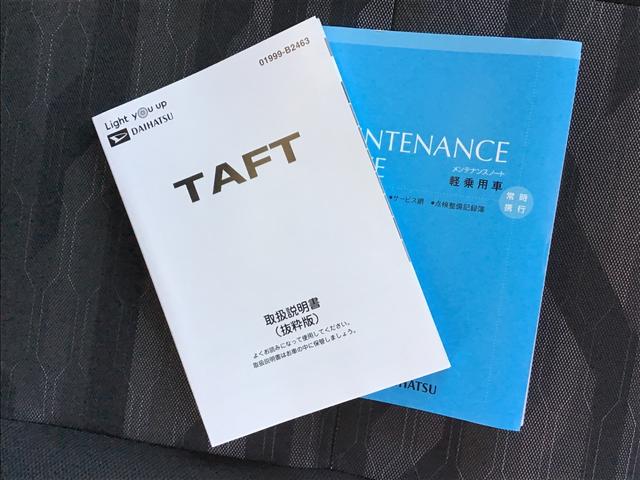 01999-B2463
Light you up
DAIHATSU
TAFT
取扱説明書
(抜粋版)
よくお読みになって使用してください。
取扱説明書はお車の中に保管しましょう。
NTENANCE
E
メンテナンスノート
軽乗用車
常時
携行
●サービス網 ●点検整備記録簿
HATSU